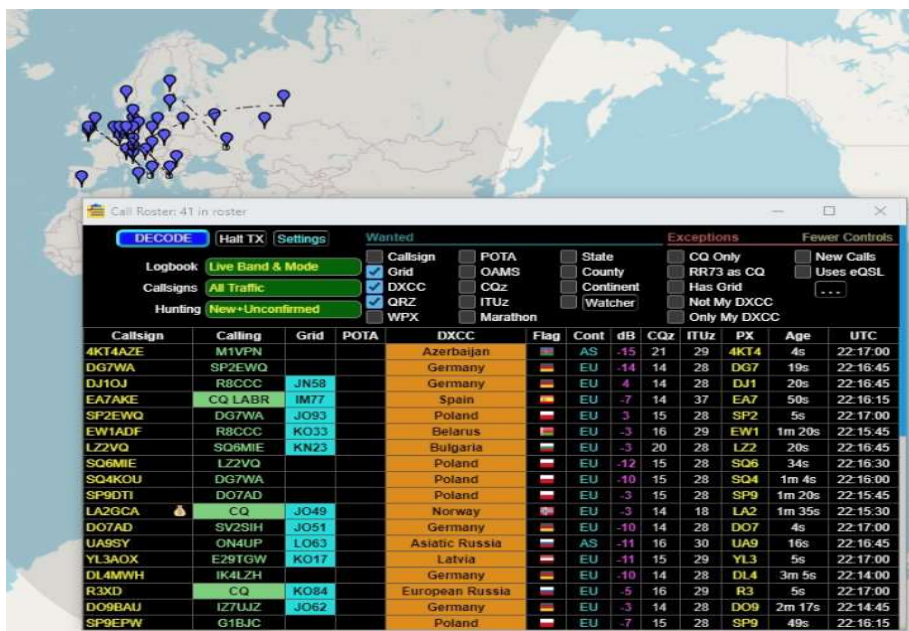 Call Roster: 41 in roster
DECODE Halt TX Settings Wanted Exceptions Fewer Controls
Logbook Live Band & Mode
Callsigns All Traffic
Hunting New+Unconfirmed
Callsign POTA State CQ Only New Calls
Grid OAMS County RR73 as CQ Uses eQSL
DXCC CQz Continent Has Grid ...
QRZ ITUz Watcher Not My DXCC
WPX Marathon Only My DXCC
Callsign Calling Grid POTA DXCC Flag Cont dB CQz ITUz PX Age UTC
4KT4AZE M1VPN Azerbaijan AS -15 21 29 4KT4 4s 22:17:00
DG7WA SP2EWQ Germany EU -14 14 28 DG7 19s 22:16:45
DJ1OJ R8CCC JN58 Germany EU 4 14 28 DJ1 20s 22:16:45
EA7AKE CQ LABR IM77 Spain EU -7 14 37 EA7 50s 22:16:15
SP2EWQ DG7WA JO93 Poland EU 3 15 28 SP2 5s 22:17:00
EW1ADF R8CCC KO33 Belarus EU -3 16 29 EW1 1m 20s 22:15:45
LZ2VQ SQ6MIE KN23 Bulgaria EU -3 20 28 LZ2 20s 22:16:45
SQ6MIE LZ2VQ Poland EU -12 15 28 SQ6 34s 22:16:30
SQ4KOU DG7WA Poland EU -10 15 28 SQ4 1m 4s 22:16:00
SP9DTI DO7AD Poland EU -3 15 28 SP9 1m 20s 22:15:45
LA2GCA CQ JO49 Norway EU -3 14 18 LA2 1m 35s 22:15:30
DO7AD SV2SIH JO51 Germany EU -10 14 28 DO7 4s 22:17:00
UA9SY ON4UP LO63 Asiatic Russia AS -11 16 30 UA9 16s 22:16:45
YL3AOX E29TGW KO17 Latvia EU -11 15 29 YL3 5s 22:17:00
DL4MWH IK4LZH Germany EU -10 14 28 DL4 3m 5s 22:14:00
R3XD CQ KO84 European Russia EU -5 16 29 R3 5s 22:17:00
DO9BAU IZ7UJZ JO62 Germany EU -3 14 28 DO9 2m 17s 22:14:45
SP9EPW G1BJC Poland EU -7 15 28 SP9 49s 22:16:15